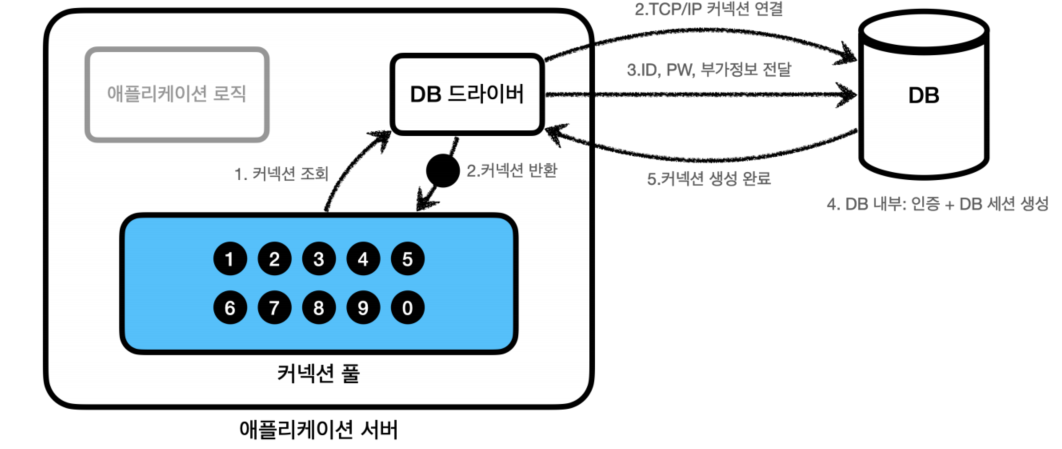 2.TCP/IP 커넥션 연결
애플리케이션 로직
DB 드라이버
3.ID, PW, 부가정보 전달
DB
1. 커넥션 조회
2.커넥션 반환
5.커넥션 생성 완료
4. DB 내부: 인증 + DB 세션 생성
1 2 3 4 5
6 7 8 9 0
커넥션 풀
애플리케이션 서버